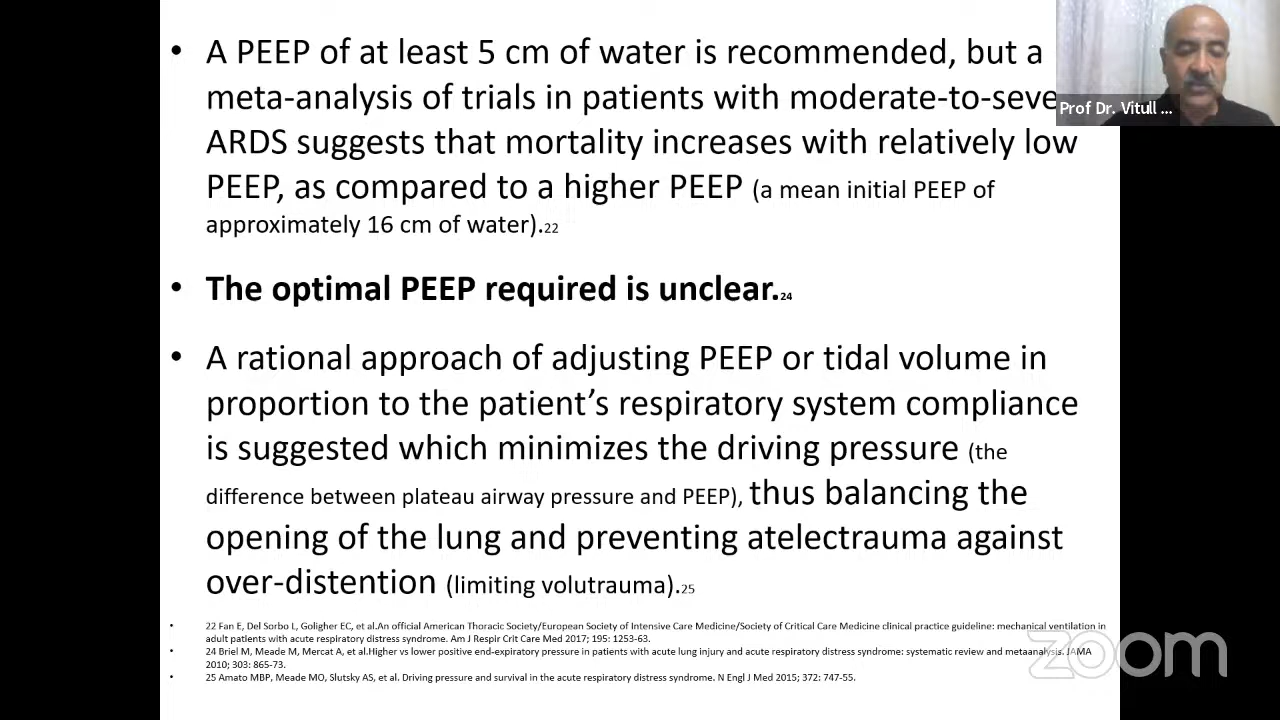 • A PEEP of at least 5 cm of water is recommended, but a
meta-analysis of trials in patients with moderate-to-seve
ARDS suggests that mortality increases with relatively low
PEEP, as compared to a higher PEEP (a mean initial PEEP of
approximately 16 cm of water).22
• The optimal PEEP required is unclear.24
• A rational approach of adjusting PEEP or tidal volume in
proportion to the patient's respiratory system compliance
is suggested which minimizes the driving pressure (the
difference between plateau airway pressure and PEEP), thus balancing the
opening of the lung and preventing atelectrauma against
over-distention (limiting volutrauma).25
• 22 Fan E, Del Sorbo L, Goligher EC, et al.An official American Thoracic Society/European Society of Intensive Care Medicine/Society of Critical Care Medicine clinical practice guideline: mechanical ventilation in
adult patients with acute respiratory distress syndrome. Am J Respir Crit Care Med 2017; 195: 1253-63.
• 24 Briel M, Meade M, Mercat A, et al.Higher vs lower positive end-expiratory pressure in patients with acute lung injury and acute respiratory distress syndrome: systematic review and metaanalysis. JAMA
2010; 303: 865-73.
• 25 Amato MBP, Meade MO, Slutsky AS, et al. Driving pressure and survival in the acute respiratory distress syndrome. N Engl J Med 2015; 372: 747-55.
Prof Dr. Vitull ...
zoom